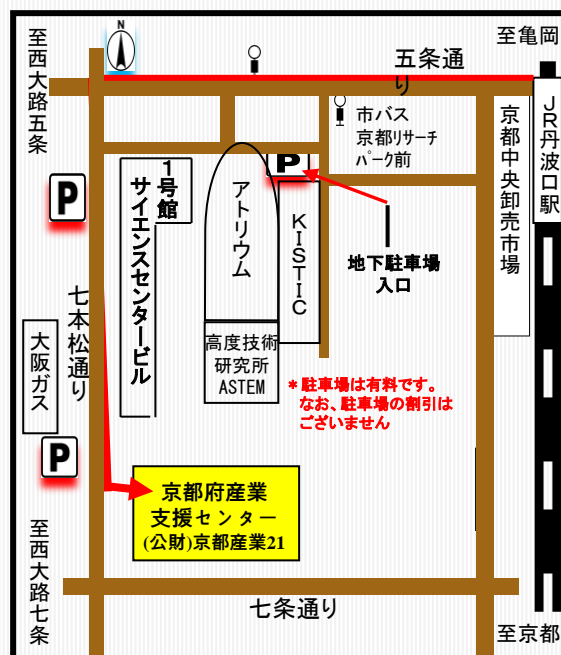 N
至亀岡
至西大路五条
五条通り
市バス
京都リサーチ
パーク前
京都中央卸売市場
JR丹波口駅
1号館
サイエンスセンタービル
アトリウム
P
KISTIC
P
地下駐車場
入口
七本松通り
大阪ガス
高度技術
研究所
ASTEM
*駐車場は有料です。
なお、駐車場の割引は
ございません
P
京都府産業
支援センター
(公財)京都産業21
至西大路七条
七条通り
至京都